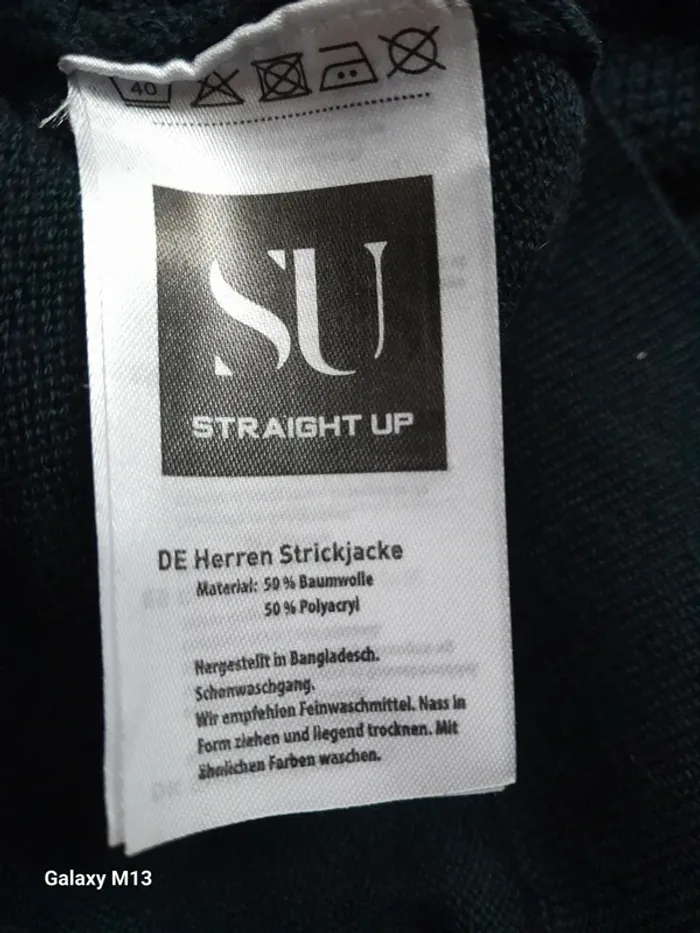 40
SU
STRAIGHT UP
DE Herren Strickjacke
Material: 50 % Baumwolle
50 % Polyacryl
Hergestellt in Bangladesch.
Schonwaschgang.
Wir empfehlen Feinwaschmittel. Nass in
Form ziehen und liegend trocknen. Mit
ähnlichen Farben waschen.
Galaxy M13